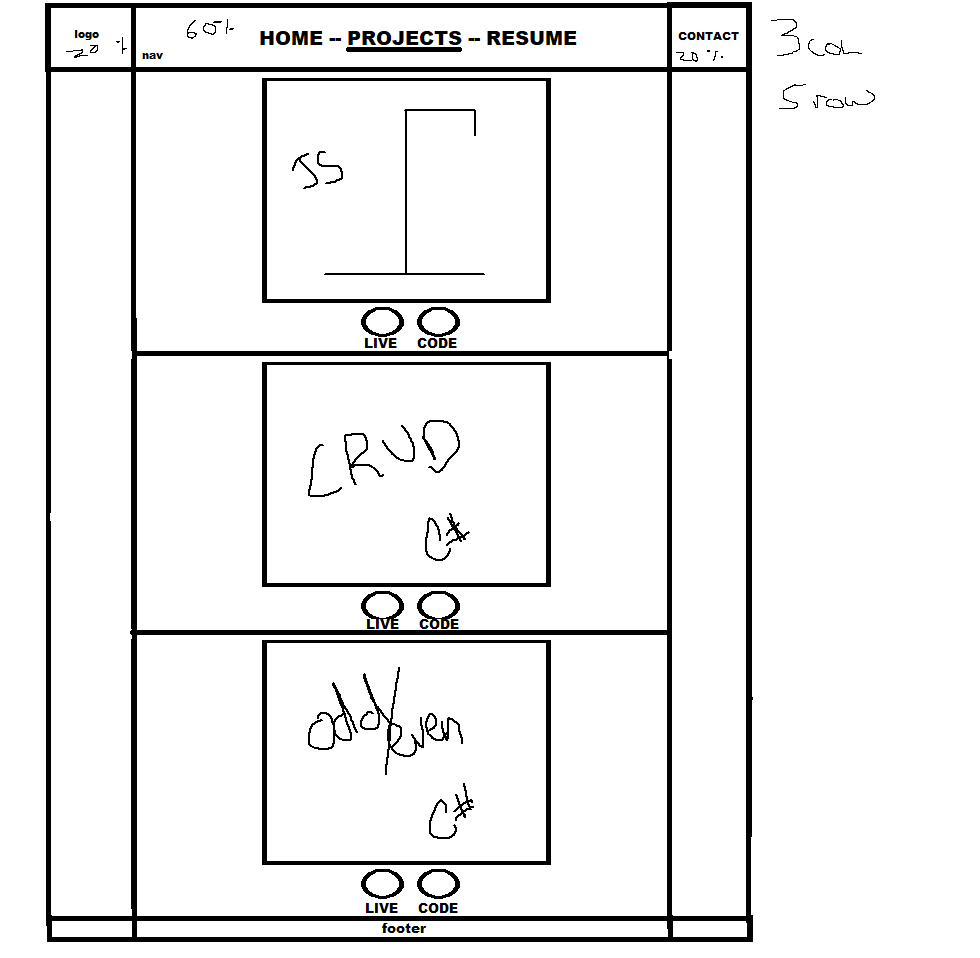 logo
20 %
nav
60%
HOME -- PROJECTS -- RESUME
CONTACT
20%
3 col
5 row
JS
LIVE CODE
CRUD
C#
LIVE CODE
odd/even
C#
LIVE CODE
footer